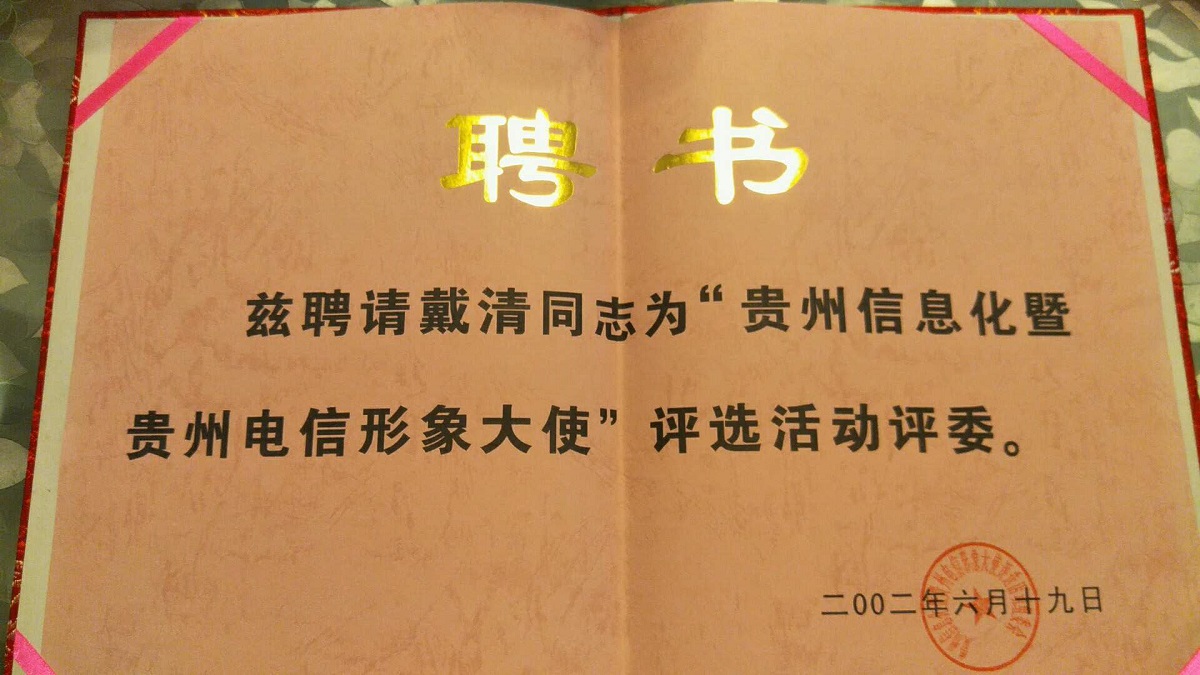 聘书
兹聘请戴清同志为“贵州信息化暨
贵州电信形象大使”评选活动评委。
二00二年六月十九日